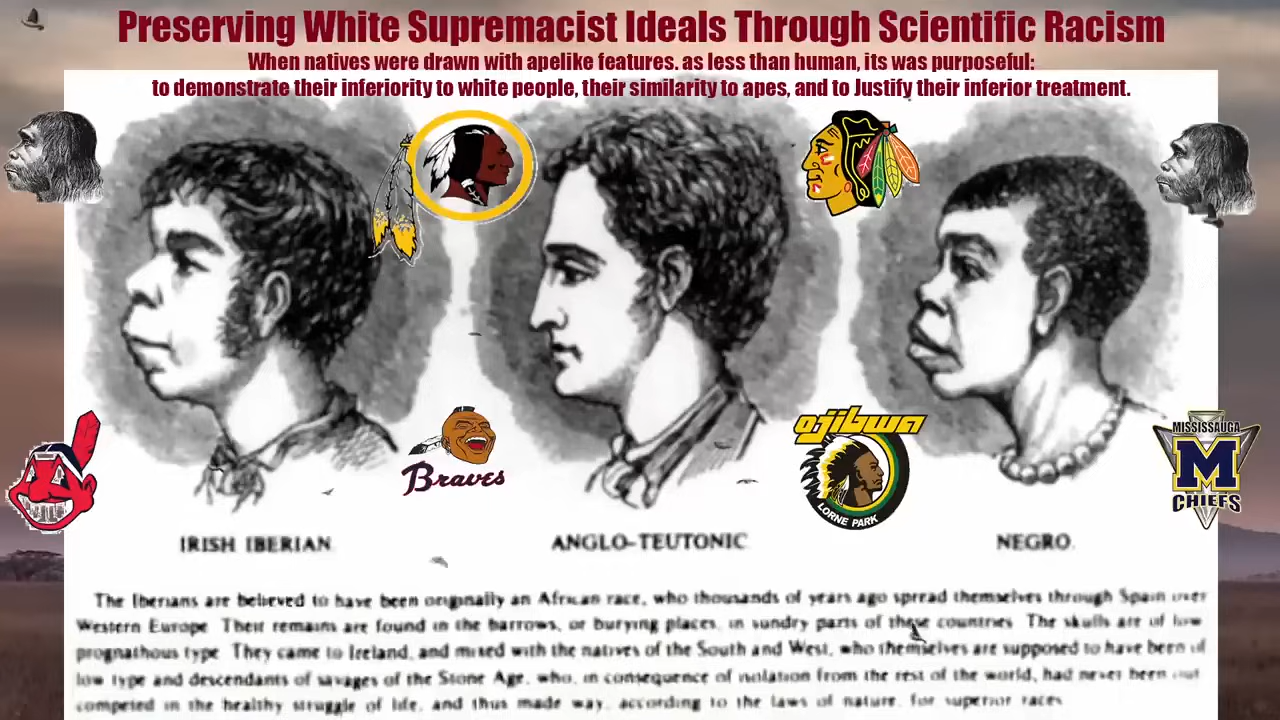 Preserving White Supremacist Ideals Through Scientific Racism
When natives were drawn with apelike features. as less than human, its was purposeful:
to demonstrate their inferiority to white people, their similarity to apes, and to Justify their inferior treatment.
Braves
Ojibwa
LORNE PARK
MISSISSAUGA
M
CHIEFS
IRISH IBERIAN
ANGLO-TEUTONIC
NEGRO.
The Iberians are believed to have been originally an African race, who thousands of years ago spread themselves through Spain over
Western Europe. Their remains are found in the barrows, or burying places, in sundry parts of these countries. The skulls are of low
prognathous type. They came to Ireland, and mixed with the natives of the South and West, who themselves are supposed to have been of
low type and descendants of savages of the Stone Age, who, in consequence of isolation from the rest of the world, had never been out
competed in the healthy struggle of life, and thus made way, according to the laws of nature, for superior races